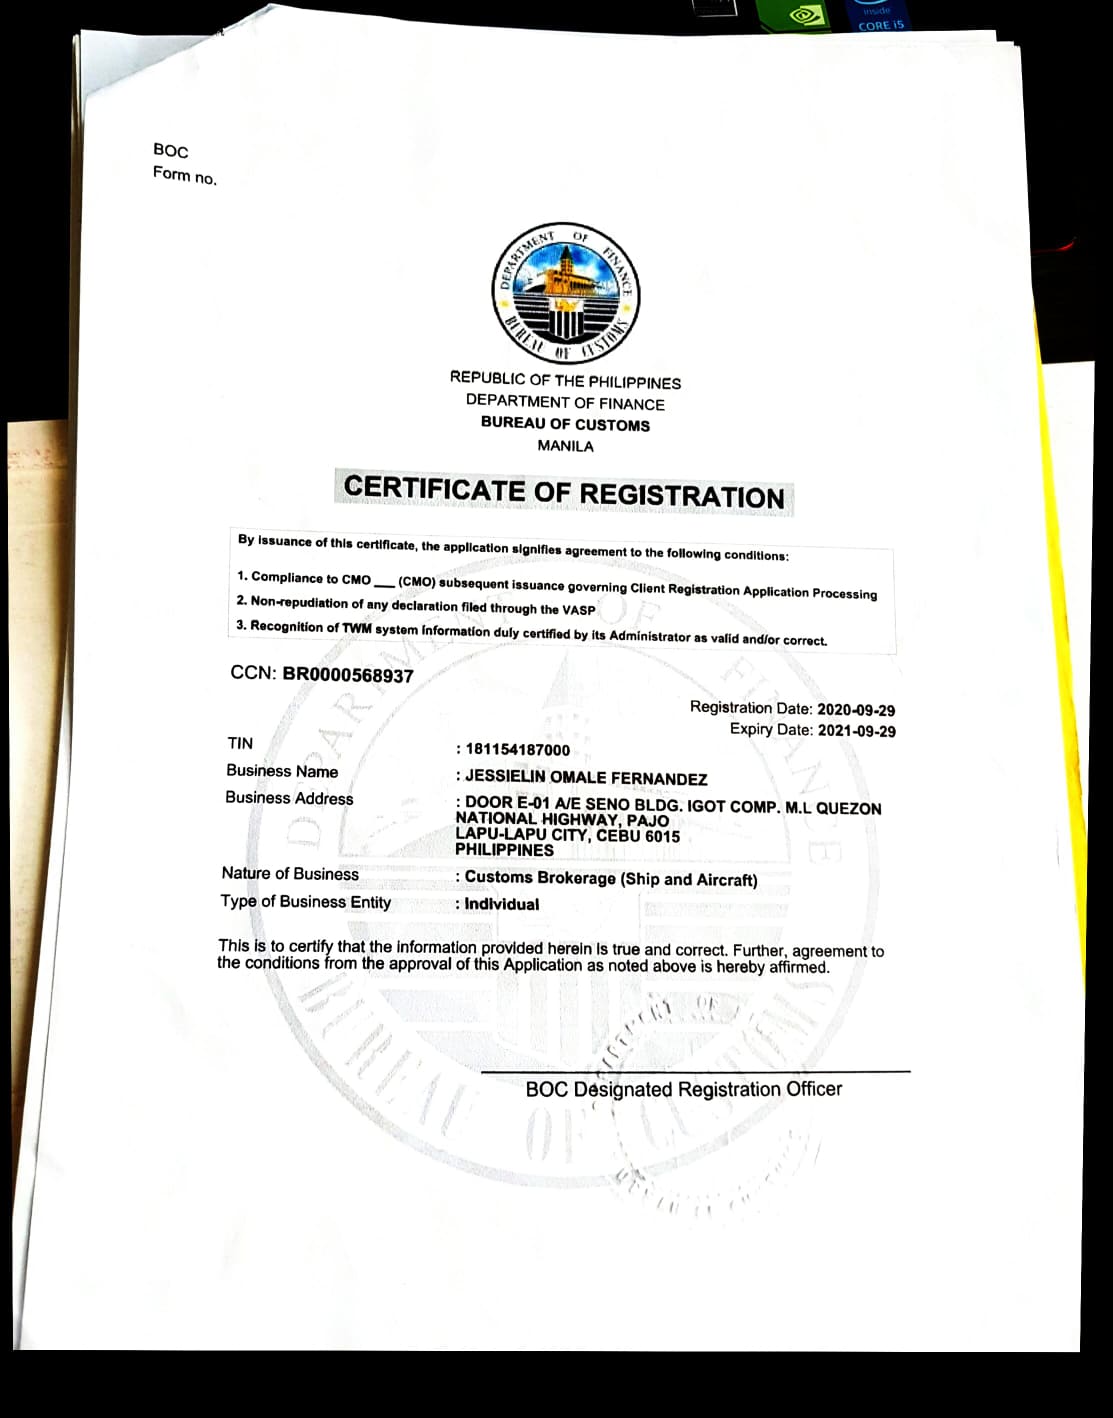 inside
CORE i5
BOC
Form no.
DEPARTMENT OF FINANCE
BUREAU OF CUSTOMS
REPUBLIC OF THE PHILIPPINES
DEPARTMENT OF FINANCE
BUREAU OF CUSTOMS
MANILA
CERTIFICATE OF REGISTRATION
By issuance of this certificate, the application signifies agreement to the following conditions:
1. Compliance to CMO ___ (CMO) subsequent issuance governing Client Registration Application Processing
2. Non-repudiation of any declaration filed through the VASP
3. Recognition of TWM system information duly certified by its Administrator as valid and/or correct.
CCN: BR0000568937
Registration Date: 2020-09-29
Expiry Date: 2021-09-29
TIN : 181154187000
Business Name : JESSIELIN OMALE FERNANDEZ
Business Address : DOOR E-01 A/E SENO BLDG. IGOT COMP. M.L QUEZON
NATIONAL HIGHWAY, PAJO
LAPU-LAPU CITY, CEBU 6015
PHILIPPINES
Nature of Business : Customs Brokerage (Ship and Aircraft)
Type of Business Entity : Individual
This is to certify that the information provided herein is true and correct. Further, agreement to
the conditions from the approval of this Application as noted above is hereby affirmed.
BOC Designated Registration Officer
DEPARTMENT OF FINANCE
BUREAU OF CUSTOMS